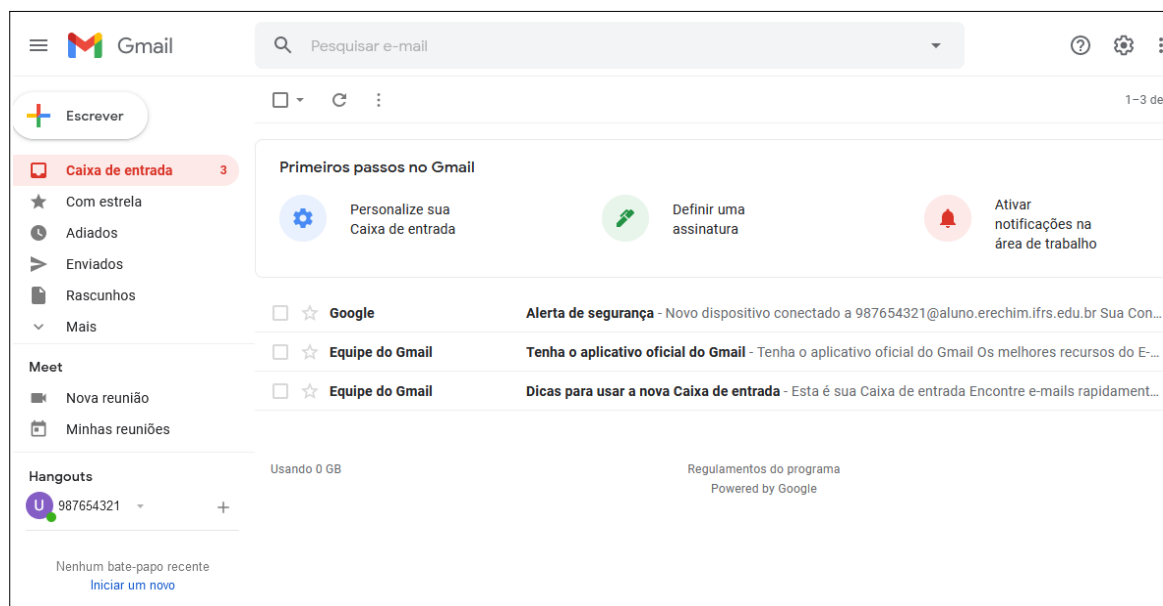 Gmail
Pesquisar e-mail
Escrever
1–3 de
Caixa de entrada 3
Com estrela
Adiados
Enviados
Rascunhos
Mais
Meet
Nova reunião
Minhas reuniões
Hangouts
U 987654321
Nenhum bate-papo recente
Iniciar um novo
Primeiros passos no Gmail
Personalize sua
Caixa de entrada
Definir uma
assinatura
Ativar
notificações na
área de trabalho
Google Alerta de segurança - Novo dispositivo conectado a 987654321@aluno.erechim.ifrs.edu.br Sua Con...
Equipe do Gmail Tenha o aplicativo oficial do Gmail - Tenha o aplicativo oficial do Gmail Os melhores recursos do E-...
Equipe do Gmail Dicas para usar a nova Caixa de entrada - Esta é sua Caixa de entrada Encontre e-mails rapidament...
Usando 0 GB
Regulamentos do programa
Powered by Google